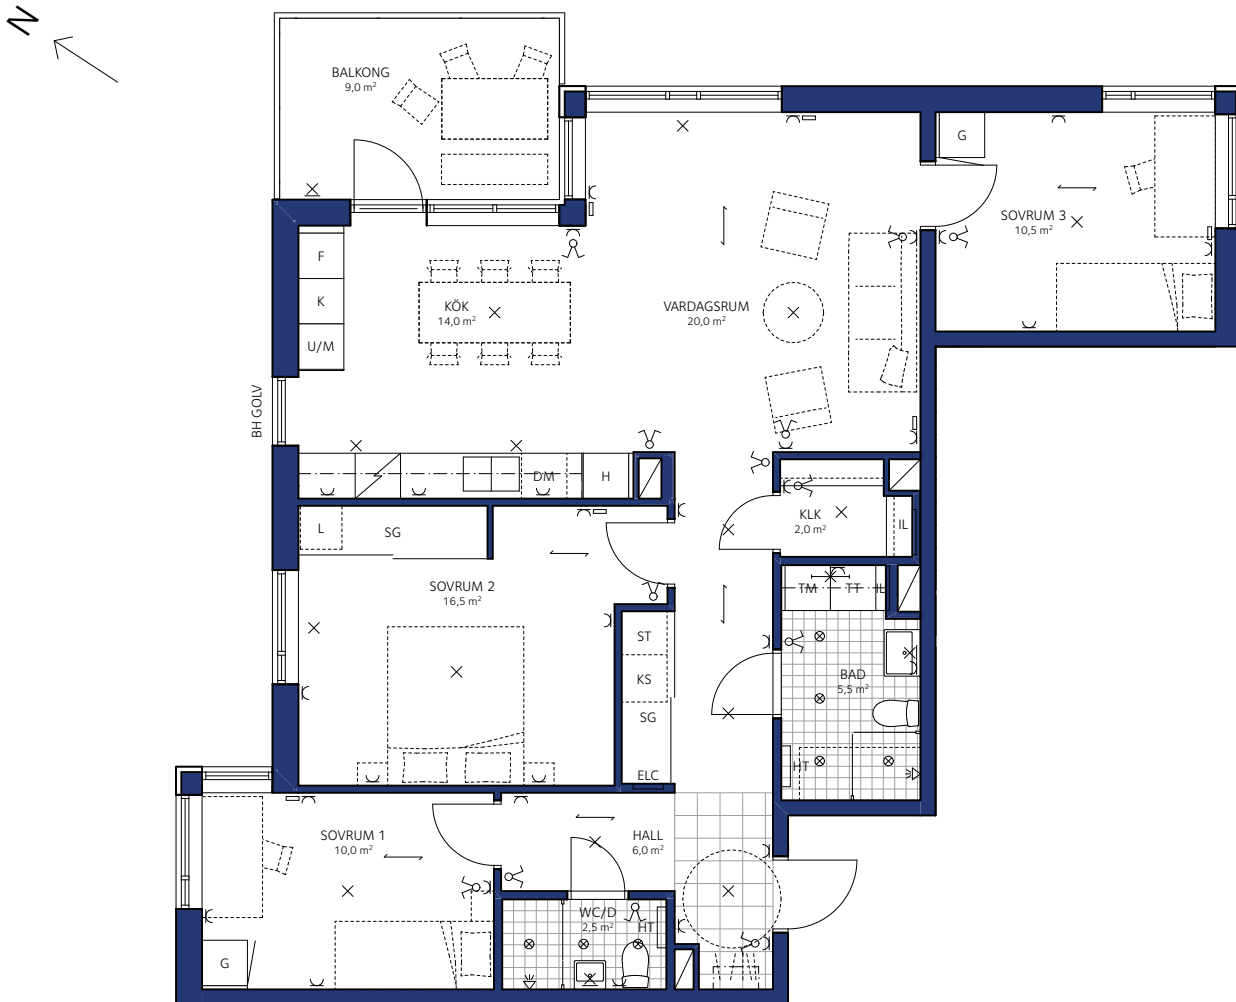 N
BALKONG
9,0 m²
G
SOVRUM 3
10,5 m²
F
K
U/M
KÖK
14,0 m²
VARDAGSRUM
20,0 m²
BH GOLV
DM
H
KLK
2,0 m²
IL
L
SG
SOVRUM 2
16,5 m²
TM
TT
IL
ST
KS
SG
ELC
BAD
5,5 m²
HT
SOVRUM 1
10,0 m²
HALL
6,0 m²
WC/D
2,5 m²
HT
G